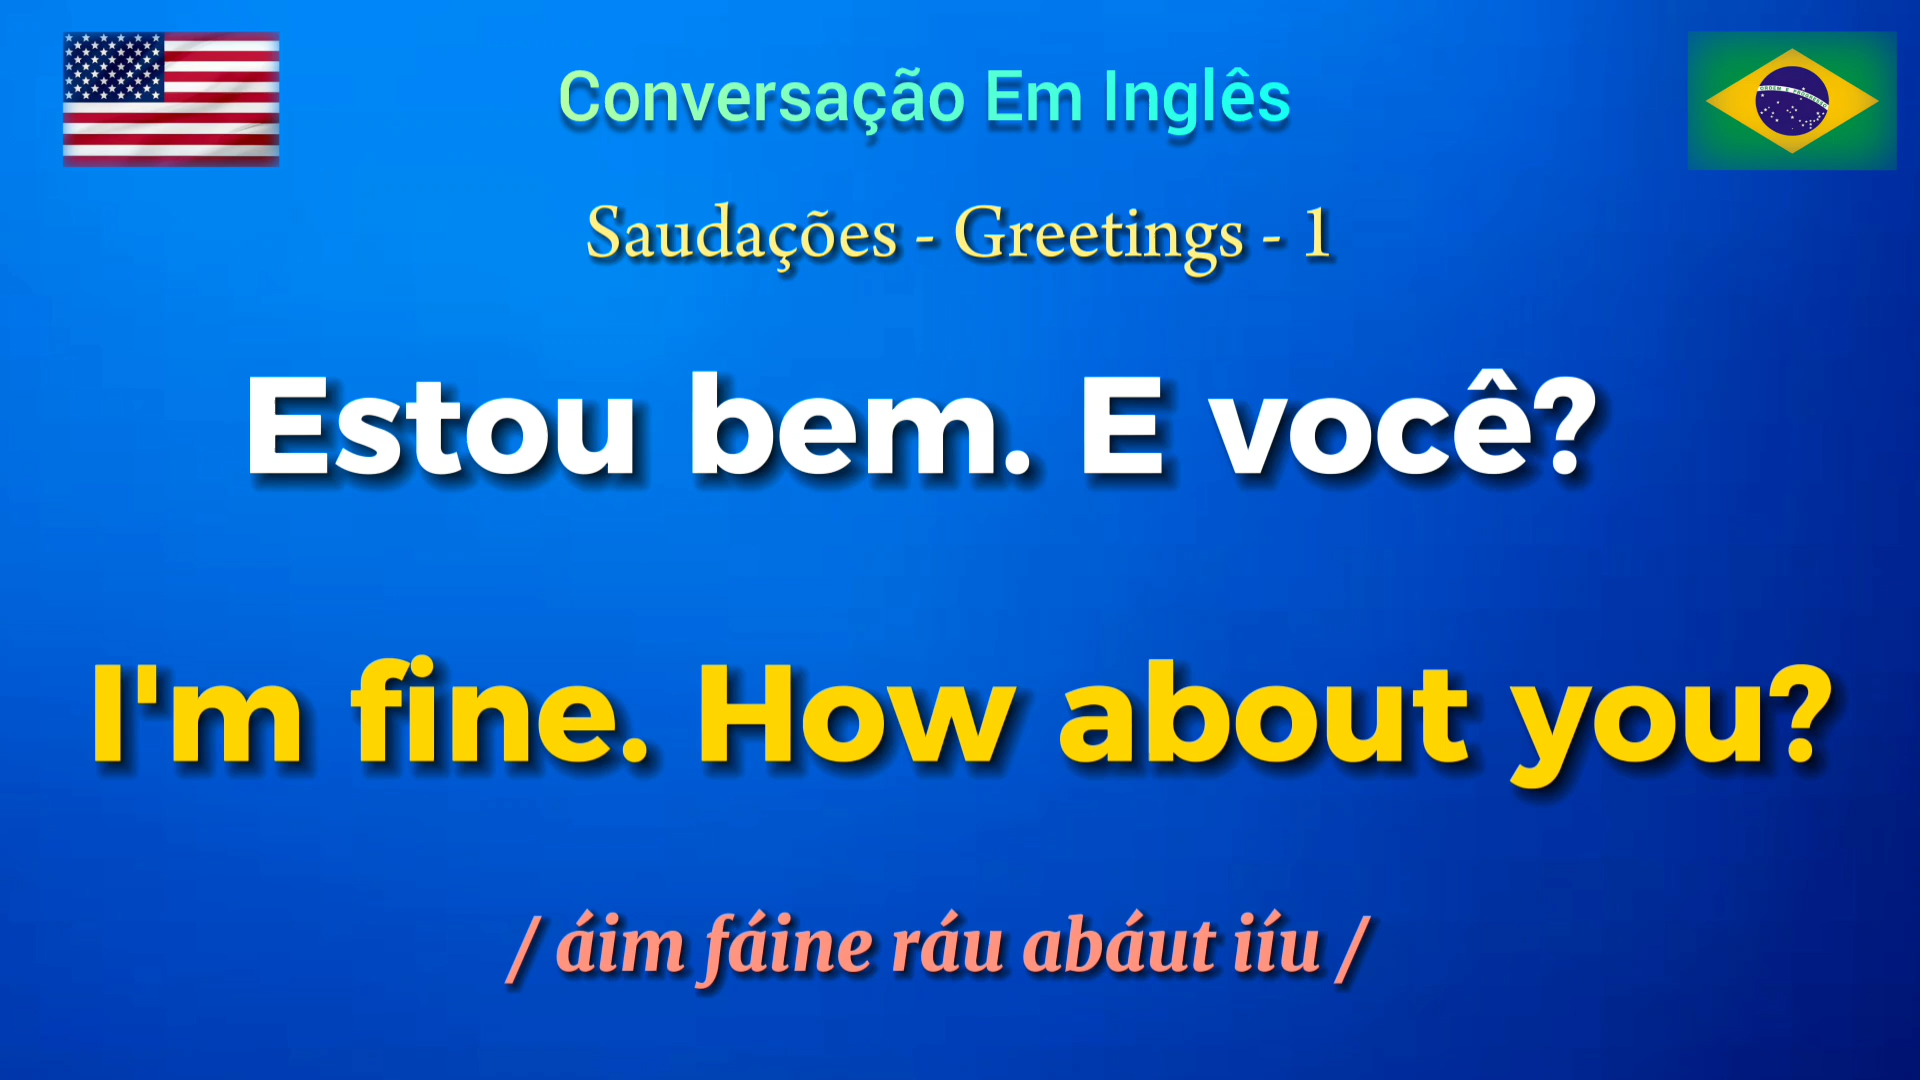 Conversação Em Inglês
Saudações - Greetings - 1
Estou bem. E você?
I'm fine. How about you?
/ áim fáine ráu abáut iíu /